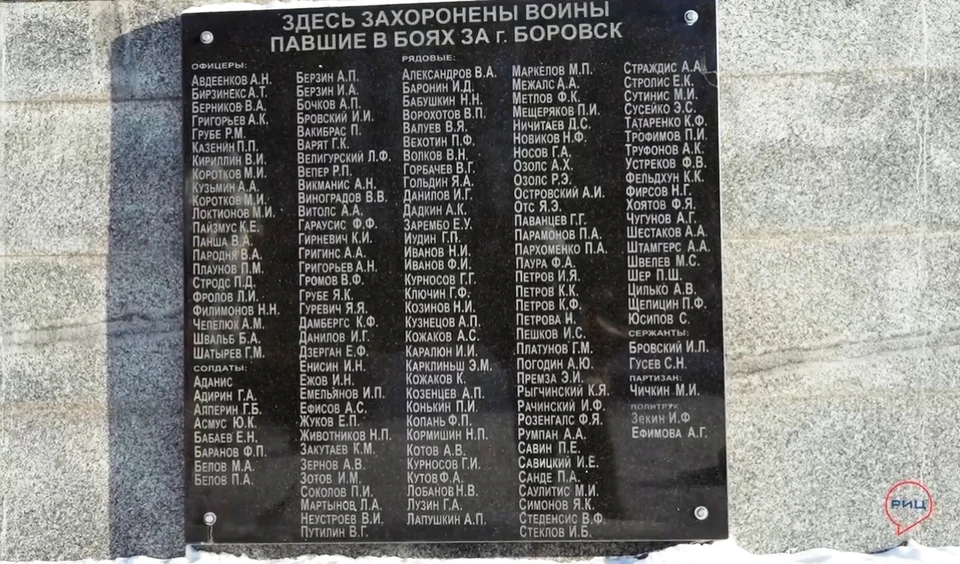 ЗДЕСЬ ЗАХОРОНЕНЫ ВОИНЫ
ПАВШИЕ В БОЯХ ЗА г. БОРОВСК
ОФИЦЕРЫ:
АВДЕЕНКОВ А.Н.
БИРЗИНЕКС А.Т.
БЕРНИКОВ В.А.
ГРИГОРЬЕВ А.К.
ГРУБЕ Р.М.
КАЗЕНИН П.П.
КИРИЛЛИН В.И.
КОРОТКОВ М.И.
КУЗЬМИН А.А.
КОРОТКОВ М.И.
ЛОКТИОНОВ М.И.
ПАЙЗМУС К.Е.
ПАНША В.А.
ПАРОДНЯ В.А.
ПЛАУНОВ П.М.
СТРОДС П.Д.
ФРОЛОВ Л.И.
ФИЛИМОНОВ Н.Н.
ЧЕПЕЛЮК А.М.
ШВАЛЬБ Б.А.
ШАТЫРЕВ Г.М.
СОЛДАТЫ:
АДАНИС
АДИРИН Г.А.
АЛПЕРИН Г.Б.
АСМУС Ю.К.
БАБАЕВ Е.Н.
БАРАНОВ Ф.П.
БЕЛОВ М.А.
БЕЛОВ П.А.
БЕРЗИН А.П.
БЕРЗИН И.А.
БОЧКОВ А.П.
БРОВСКИЙ И.И.
ВАКИБРАС П.
ВАРЯТ Г.К.
ВЕЛИГУРСКИЙ Л.Ф.
ВЕПЕР Р.П.
ВИКМАНИС А.Н.
ВИНОГРАДОВ В.В.
ВИТОЛС А.А.
ГАРАУСИС Ф.Ф.
ГИРНЕВИЧ К.И.
ГРИГИНС А.А.
ГРИГОРЬЕВ А.Н.
ГРОМОВ В.Ф.
ГРУБЕ Я.К.
ГУРЕВИЧ Я.Я.
ДАМБЕРГС К.Ф.
ДАНИЛОВ И.Г.
ДЗЕРГАН Е.Ф.
ЕНИСИН И.Н.
ЕЖОВ И.Н.
ЕМЕЛЬЯНОВ И.П.
ЕФИСОВ А.С.
ЖУКОВ Е.П.
ЖИВОТНИКОВ Н.П.
ЗАКУТАЕВ К.М.
ЗЕРНОВ А.В.
ЗОТОВ И.М.
СОКОЛОВ П.И.
МАРТЫНОВ Л.А.
НЕУСТРОЕВ В.И.
ПУТИЛИН В.Г.
РЯДОВЫЕ:
АЛЕКСАНДРОВ В.А.
БАРОНИН И.Д.
БАБУШКИН Н.Н.
ВОРОХОТОВ В.П.
ВАЛУЕВ В.Я.
ВЕХОТИН П.Ф.
ВОЛКОВ В.Н.
ГОРБАЧЕВ В.Г.
ГОЛЬДИН Я.А.
ДАНИЛОВ И.Г.
ДАДКИН А.К.
ЗАРЕМБО Е.У.
ИУДИН Г.П.
ИВАНОВ Н.И.
ИВАНОВ Ф.И.
КУРНОСОВ Г.Г.
КЛЮЧИН Г.Ф.
КОЗИНОВ Н.И.
КУЗНЕЦОВ А.П.
КОЖАКОВ А.С.
КАРАЛЮН И.И.
КАРКЛИНЬШ Э.М.
КОЖАКОВ К.
КОЗЕНЦОВ А.П.
КОНЬКИН П.И.
КОПАНЬ Ф.П.
КОРМИШИН Н.П.
КОТОВ А.В.
КУРНОСОВ Г.И.
КУТОВ Ф.А.
ЛОБАНОВ Н.В.
ЛУЗИН Г.А.
ЛАПУШКИН А.П.
МАРКЕЛОВ М.П.
МЕЖАЛС А.А.
МЕТЛОВ Ф.К.
МЕЩЕРЯКОВ П.И.
НИЧИТАЕВ Д.С.
НОВИКОВ Н.Ф.
НОСОВ Г.А.
ОЗОЛС А.Х.
ОЗОЛС Р.Э.
ОСТРОВСКИЙ А.И.
ОТС Я.Э.
ПАВАНЦЕВ Г.Г.
ПАРАМОНОВ П.А.
ПАРХОМЕНКО П.А.
ПАУРА Ф.А.
ПЕТРОВ И.Я.
ПЕТРОВ К.К.
ПЕТРОВ К.Ф.
ПЕТРОВА Н.
ПЕШКОВ И.С.
ПЛАТУНОВ Г.М.
ПОГОДИН А.Ю.
ПРЕМЗА Э.И.
РЫГЧИНСКИЙ К.Я.
РАЧИНСКИЙ И.Ф.
РОЗЕНГАЛС Ф.Я.
РУМПАН А.А.
САВИН П.Е.
САВИЦКИЙ И.Е.
САНДЕ П.А.
САУЛИТИС М.И.
СИМОНОВ Я.К.
СТЕДЕНСИС В.Ф.
СТЕКЛОВ И.Б.
СТРАЖДИС А.А.
СТРОЛИС Е.К.
СУТИНИС М.И.
СУСЕЙКО Э.С.
ТАТАРЕНКО К.Ф.
ТРОФИМОВ П.И.
ТРУФОНОВ А.К.
УСТРЕКОВ Ф.В.
ФЕЛЬДХУН К.К.
ФИРСОВ Н.Г.
ХОЯТОВ Ф.Я.
ЧУГУНОВ А.Г.
ШЕСТАКОВ А.А.
ШТАМГЕРС А.А.
ШВЕЛЕВ М.С.
ШЕР П.Ш.
ЦИЛЬКО А.В.
ЩЕПИЦИН П.Ф.
ЮСИПОВ С.
СЕРЖАНТЫ:
БРОВСКИЙ И.Л.
ГУСЕВ С.Н.
ПАРТИЗАН:
ЧИЧКИН М.И.
ПОЛИТРУК
ЗЕКИН И.Ф.
ЕФИМОВА А.Г.
РИЦ